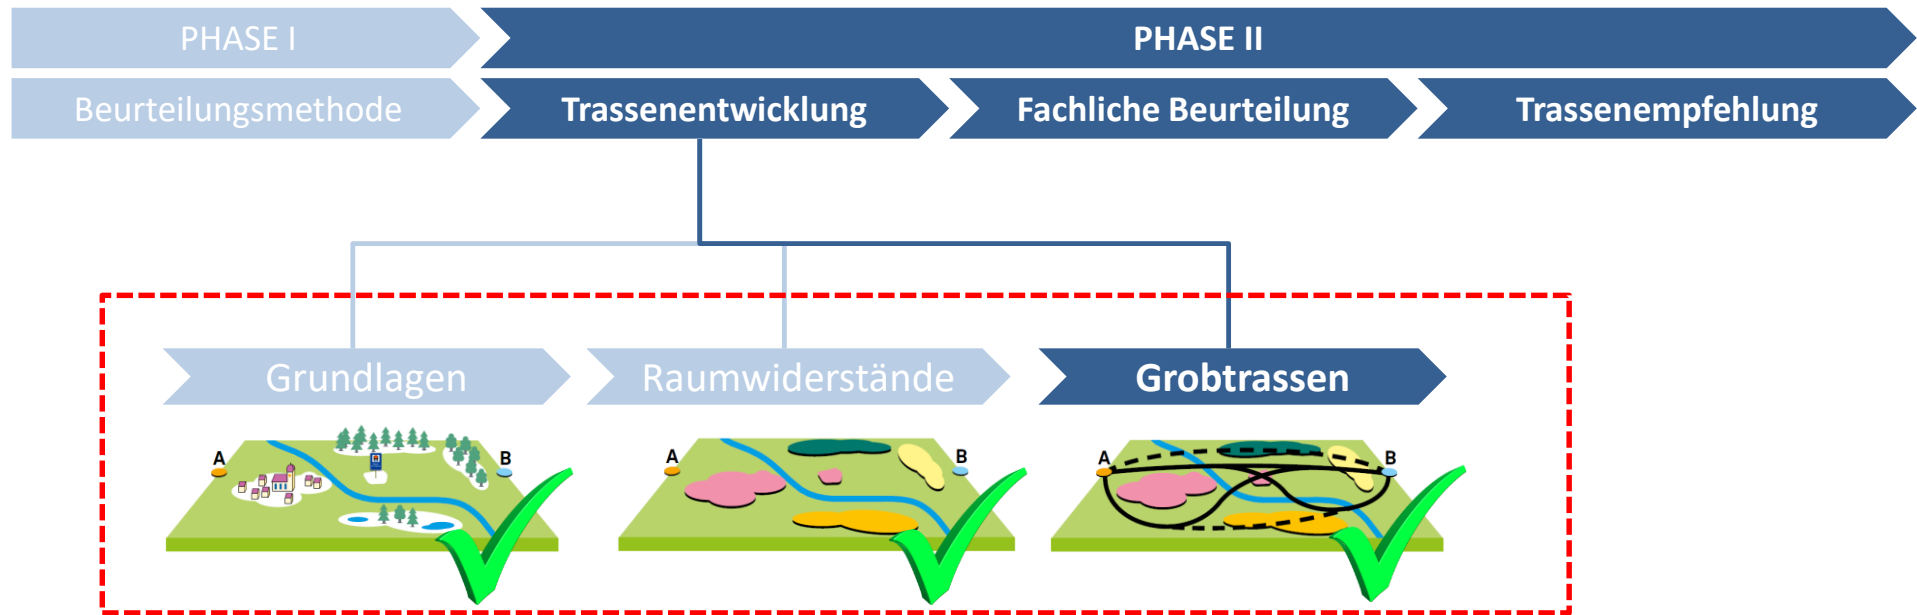 PHASE I
PHASE II
Beurteilungsmethode
Trassenentwicklung
Fachliche Beurteilung
Trassenempfehlung
Grundlagen
Raumwiderstände
Grobtrassen
A
B
A
B
A
B